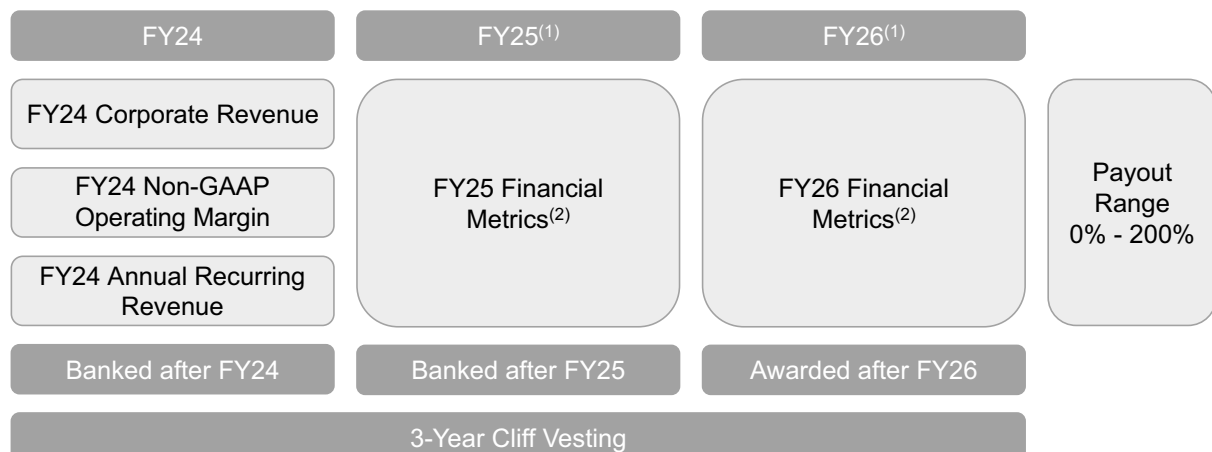 FY24
FY25(1)
FY26(1)
FY24 Corporate Revenue
FY24 Non-GAAP
Operating Margin
FY24 Annual Recurring
Revenue
FY25 Financial
Metrics(2)
FY26 Financial
Metrics(2)
Payout
Range
0% - 200%
Banked after FY24
Banked after FY25
Awarded after FY26
3-Year Cliff Vesting